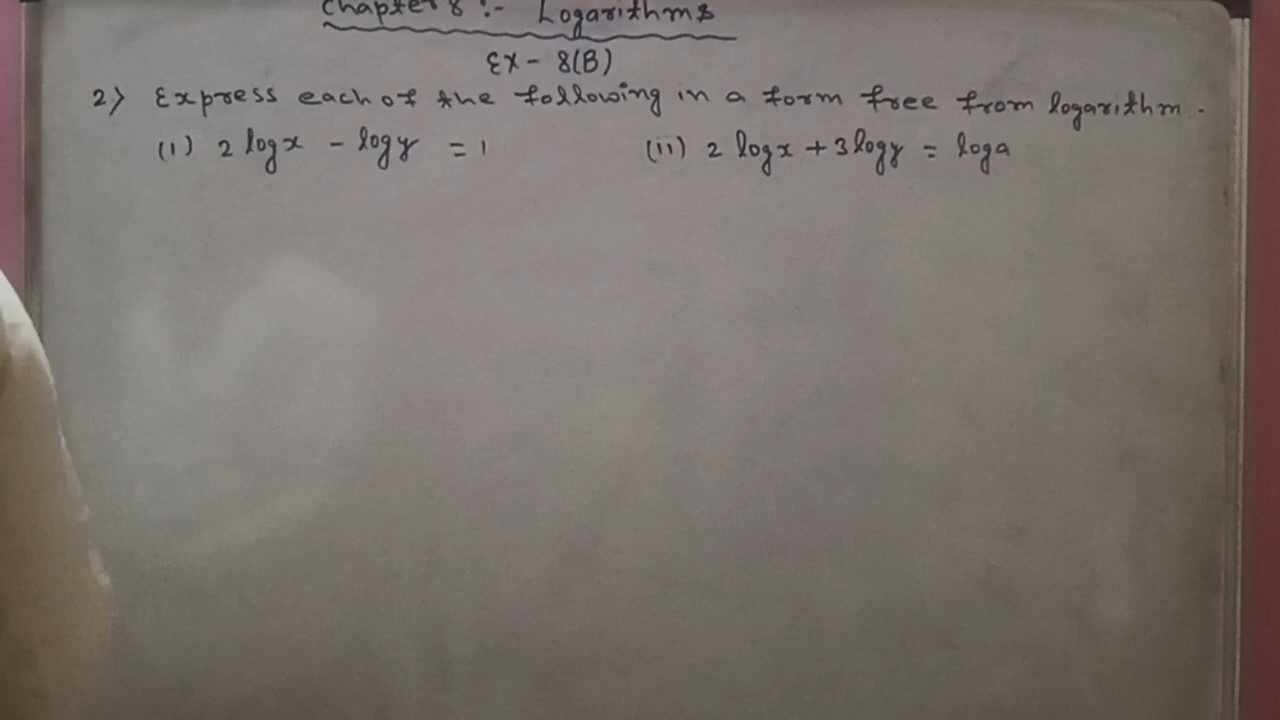 Chapter 8 :- Logarithms
Ex - 8(B)
2) Express each of the following in a form free from logarithm.
(i) 2 log x - log y = 1 (ii) 2 log x + 3 log y = log a